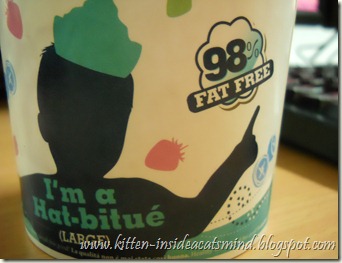 98%
FAT FREE
I'm a
Hat-bitué
(LARGE)
www.kitten-insideacatsmind.blogspot.com